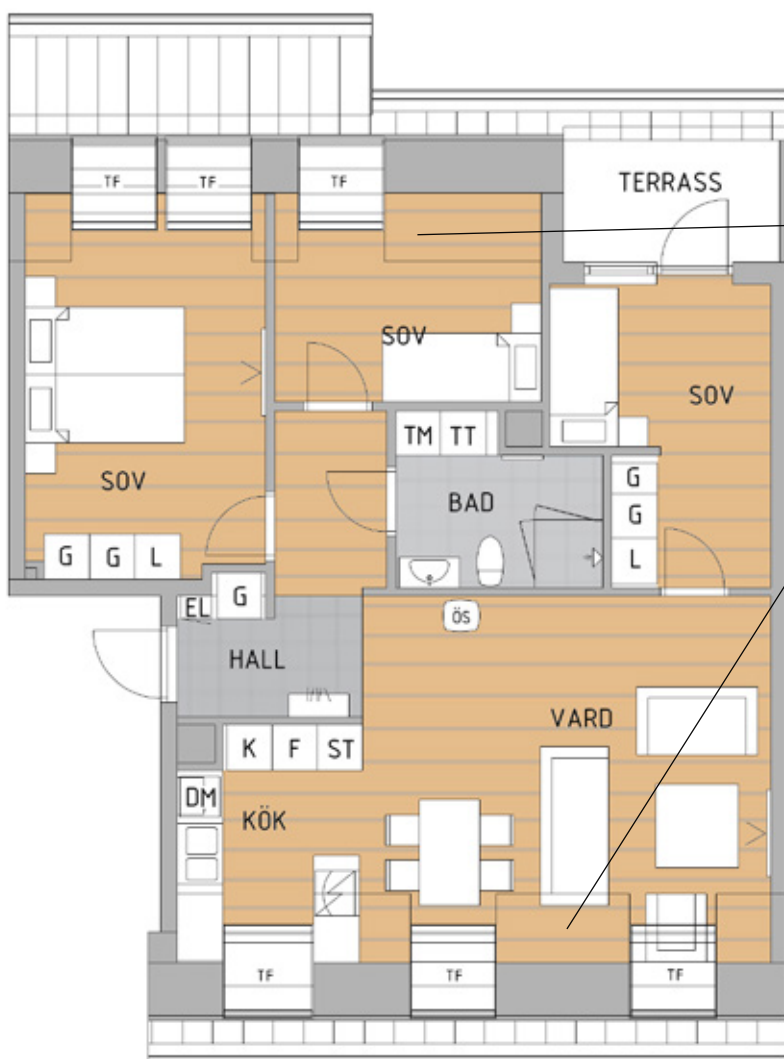 TF
TF
TF
TERRASS
SOV
SOV
SOV
TM TT
BAD
G
G
L
G G L
EL
G
ös
HALL
VARD
K F ST
DM
KÖK
TF
TF
TF